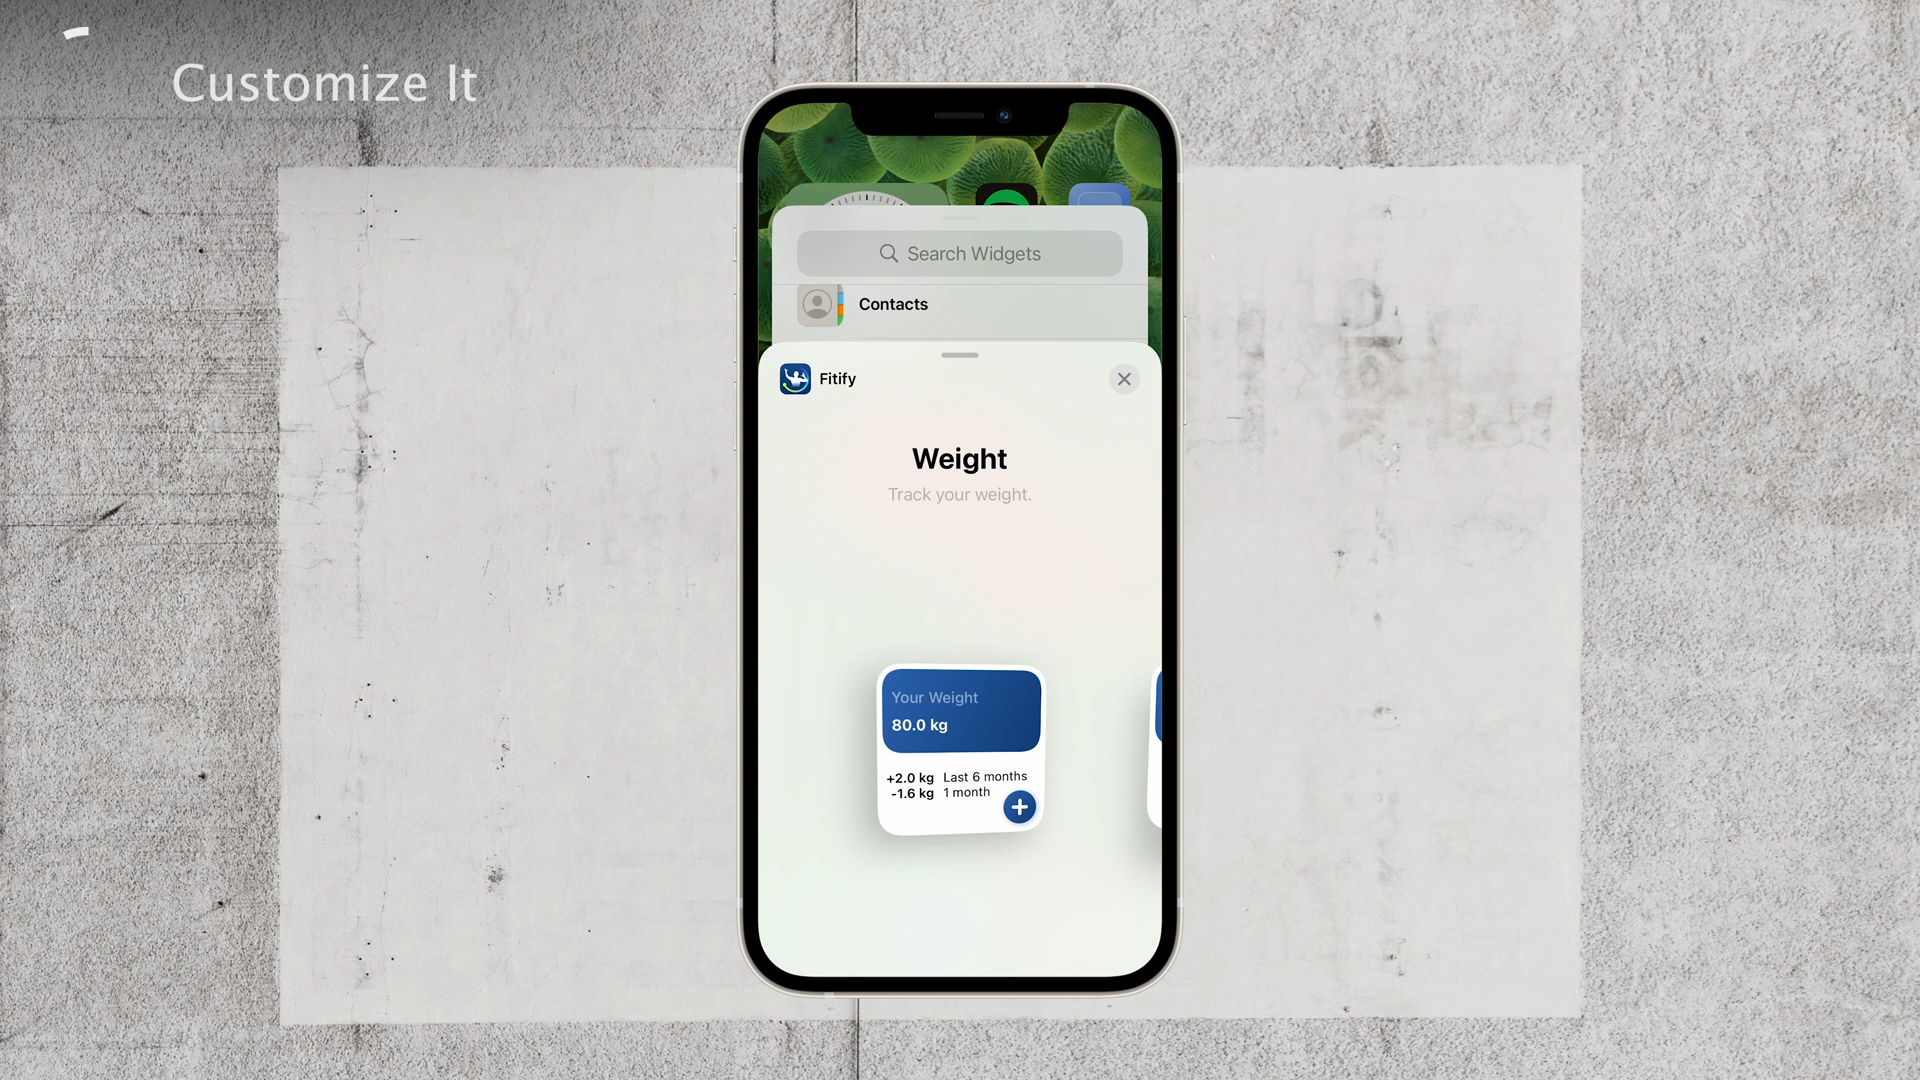 Customize It
Search Widgets
Contacts
Fitify
Weight
Track your weight.
Your Weight
80.0 kg
+2.0 kg Last 6 months
-1.6 kg 1 month